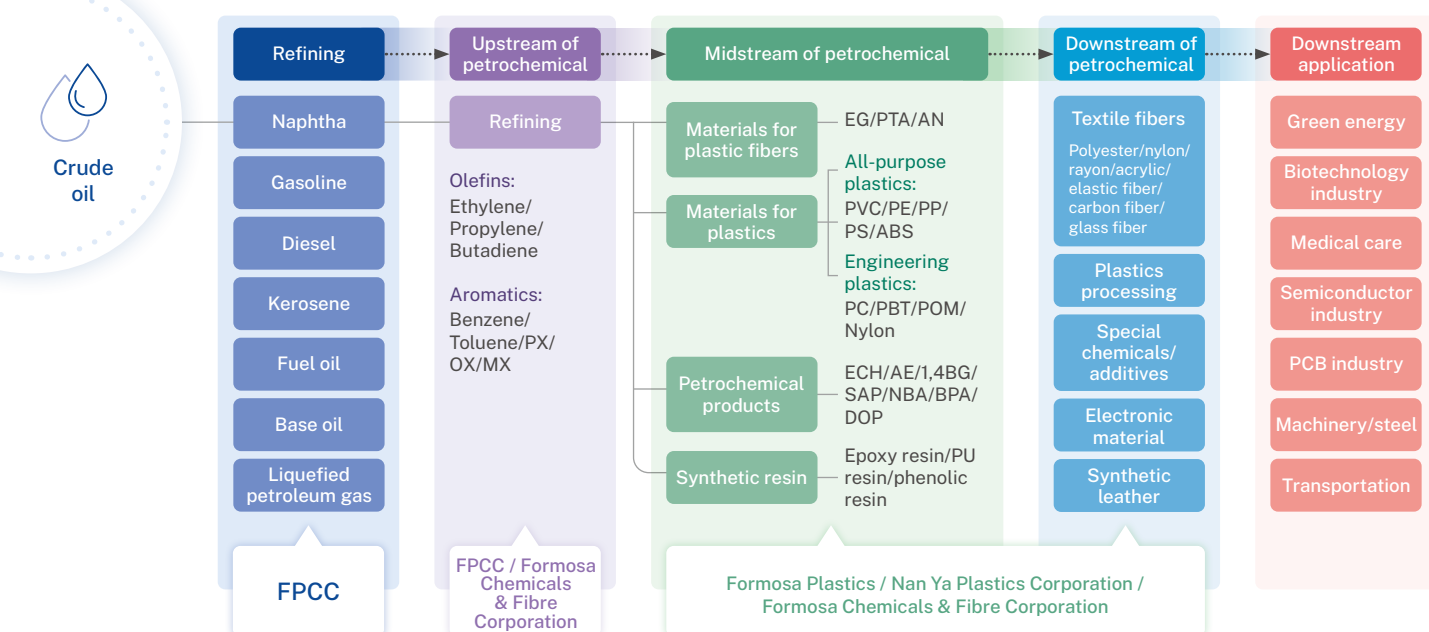 Crude
oil
Refining
Naphtha
Gasoline
Diesel
Kerosene
Fuel oil
Base oil
Liquefied
petroleum gas
FPCC
Upstream of
petrochemical
Refining
Olefins:
Ethylene/
Propylene/
Butadiene
Aromatics:
Benzene/
Toluene/PX/
OX/MX
FPCC / Formosa
Chemicals
& Fibre
Corporation
Midstream of petrochemical
Materials for
plastic fibers
EG/PTA/AN
Materials for
plastics
All-purpose
plastics:
PVC/PE/PP/
PS/ABS
Engineering
plastics:
PC/PBT/POM/
Nylon
Petrochemical
products
ECH/AE/1,4BG/
SAP/NBA/BPA/
DOP
Synthetic resin
Epoxy resin/PU
resin/phenolic
resin
Downstream of
petrochemical
Textile fibers
Polyester/nylon/
rayon/acrylic/
elastic fiber/
carbon fiber/
glass fiber
Plastics
processing
Special
chemicals/
additives
Electronic
material
Synthetic
leather
Formosa Plastics / Nan Ya Plastics Corporation /
Formosa Chemicals & Fibre Corporation
Downstream
application
Green energy
Biotechnology
industry
Medical care
Semiconductor
industry
PCB industry
Machinery/steel
Transportation